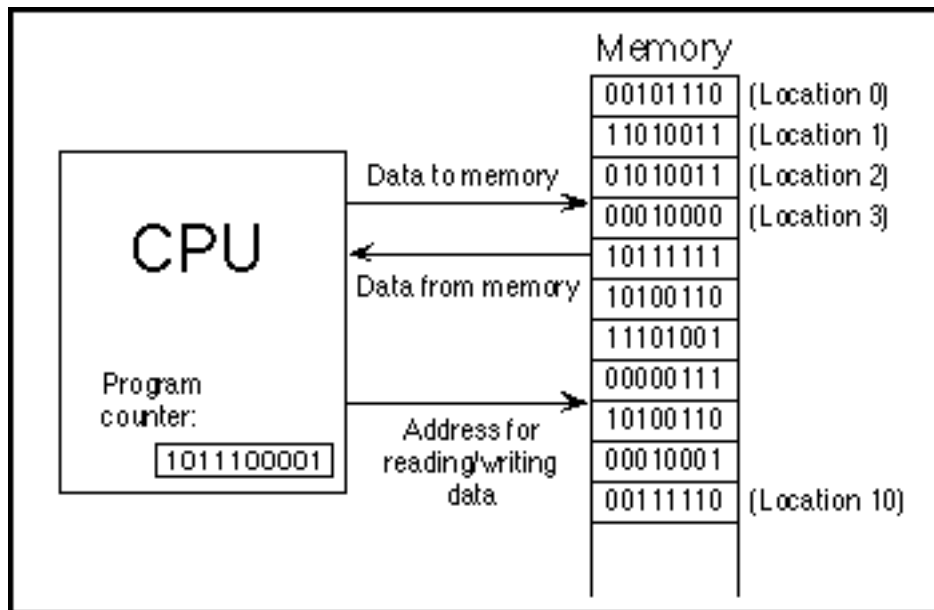 Memory
00101110 (Location 0)
11010011 (Location 1)
01010011 (Location 2)
00010000 (Location 3)
10111111
10100110
11101001
00000111
10100110
00010001
00111110 (Location 10)
Data to memory
Data from memory
Address for
reading/writing
data
CPU
Program
counter:
1011100001